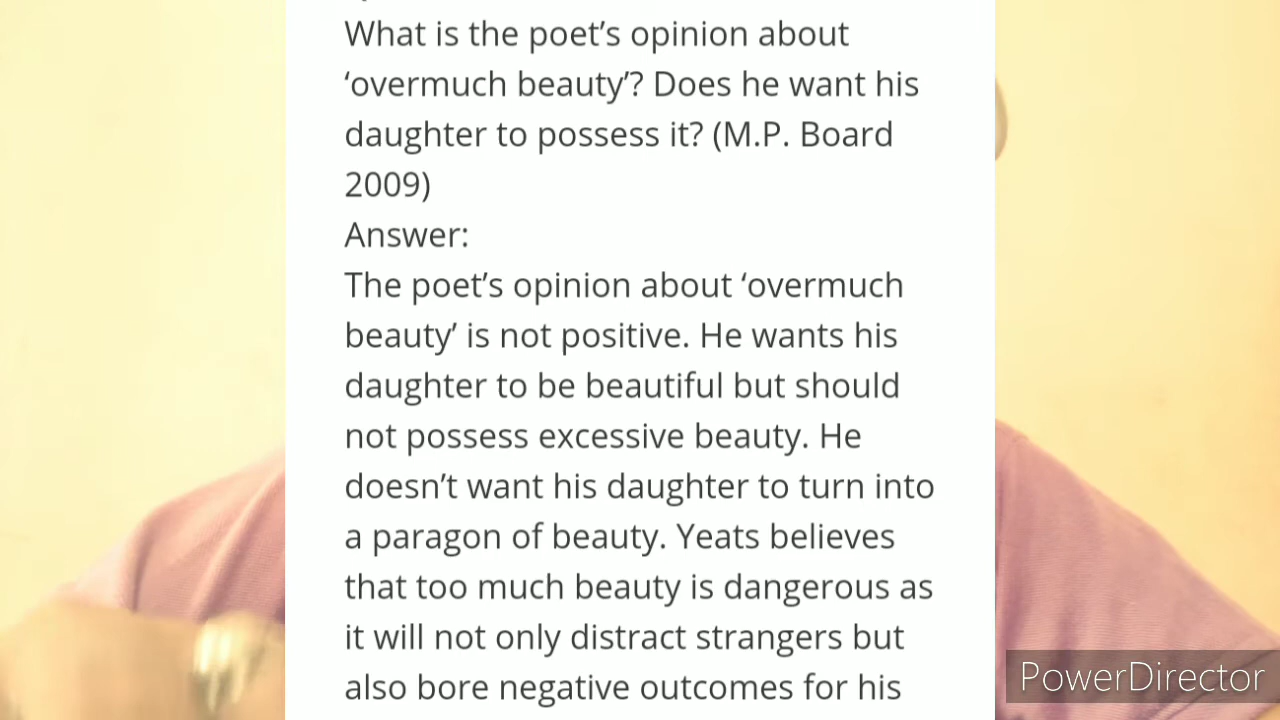 What is the poet’s opinion about
‘overmuch beauty’? Does he want his
daughter to possess it? (M.P. Board
2009)
Answer:
The poet’s opinion about ‘overmuch
beauty’ is not positive. He wants his
daughter to be beautiful but should
not possess excessive beauty. He
doesn’t want his daughter to turn into
a paragon of beauty. Yeats believes
that too much beauty is dangerous as
it will not only distract strangers but
also bore negative outcomes for his
PowerDirector